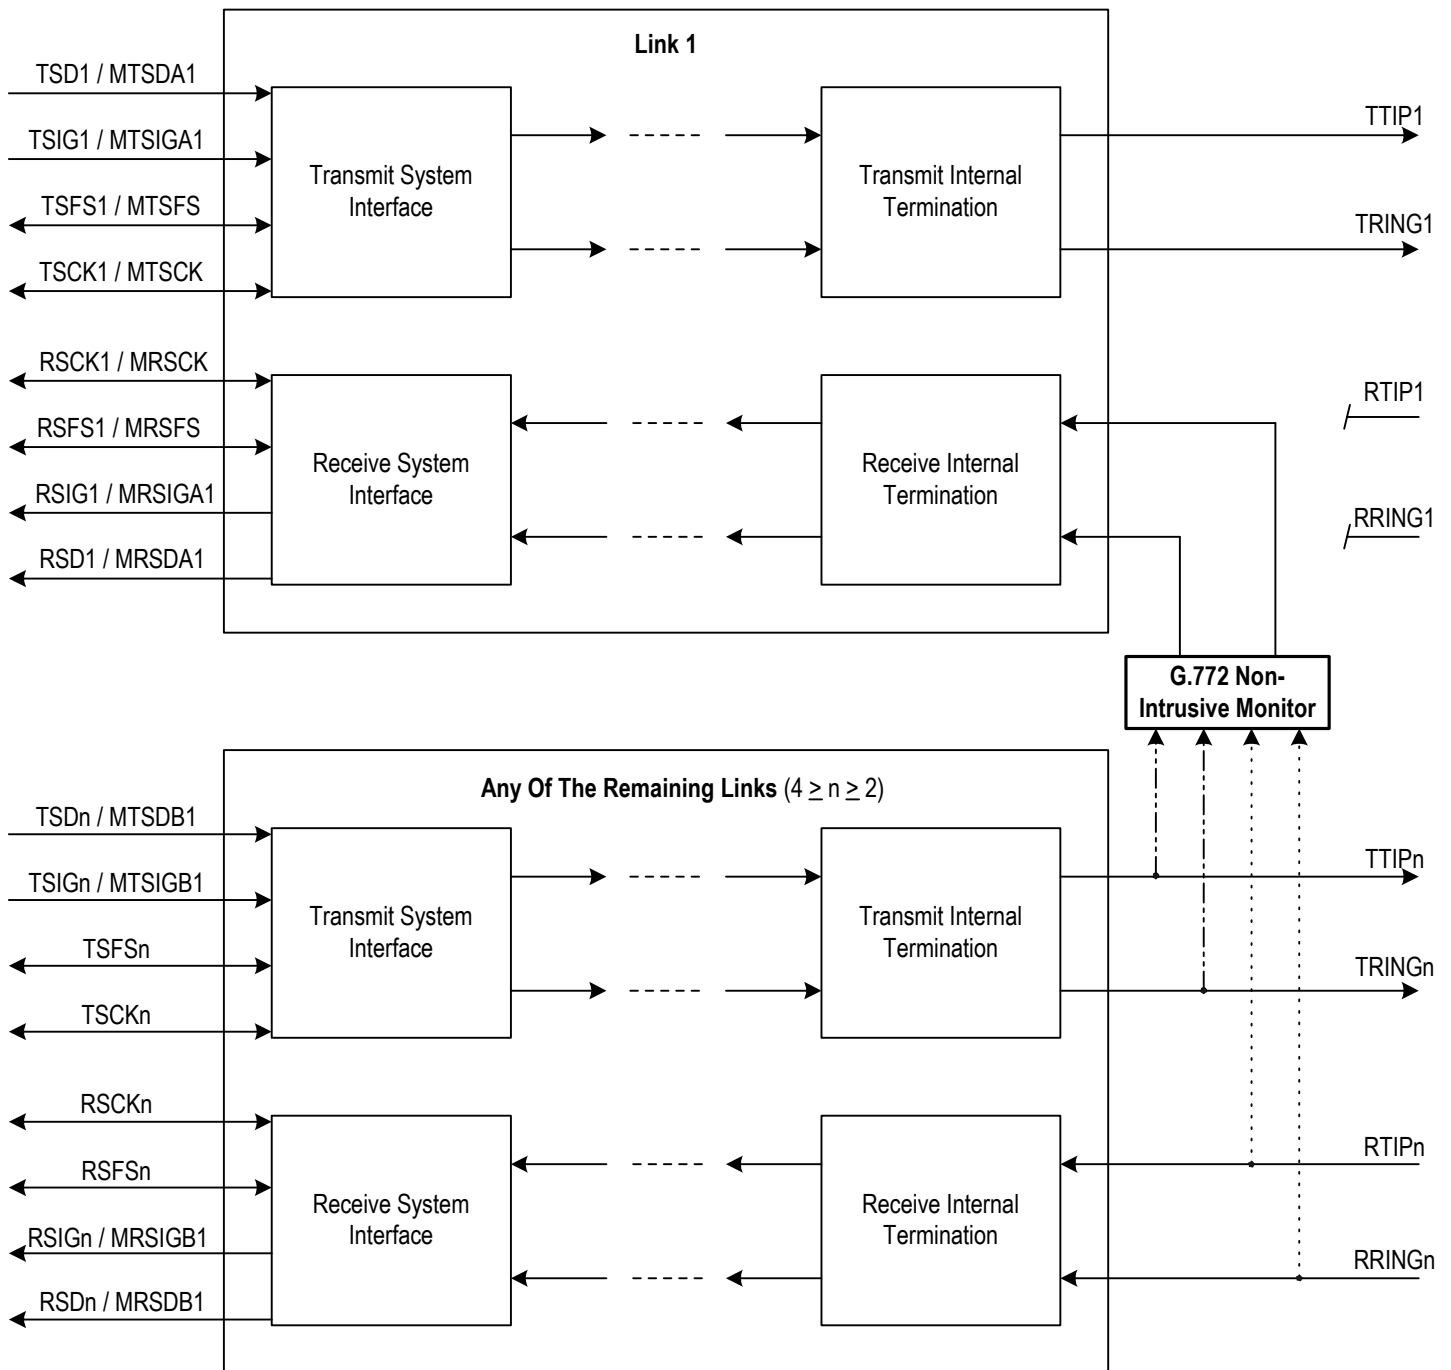 Link 1
TSD1 / MTSDA1
TSIG1 / MTSIGA1
TSFS1 / MTSFS
TSCK1 / MTSCK
Transmit System
Interface
Transmit Internal
Termination
TTIP1
TRING1
RSCK1 / MRSCK
RSFS1 / MRSFS
RSIG1 / MRSIGA1
RSD1 / MRSDA1
Receive System
Interface
Receive Internal
Termination
RTIP1
RRING1
G.772 Non-
Intrusive Monitor
Any Of The Remaining Links (4 ≥ n ≥ 2)
TSDn / MTSDB1
TSIGn / MTSIGB1
TSFSn
TSCKn
Transmit System
Interface
Transmit Internal
Termination
TTIPn
TRINGn
RSCKn
RSFSn
RSIGn / MRSIGB1
RSDn / MRSDB1
Receive System
Interface
Receive Internal
Termination
RTIPn
RRINGn